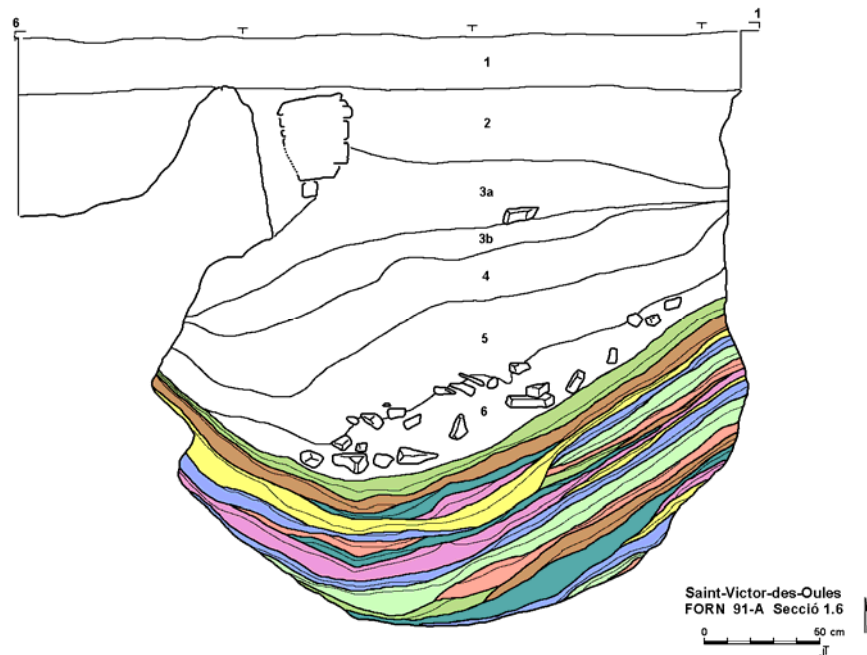 6
1
1
2
3a
3b
4
5
6
Saint-Victor-des-Oules
FORN 91-A Secció 1.6
0 50 cm
jT